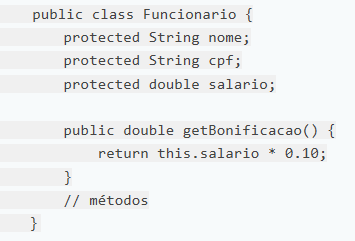 public class Funcionario {
    protected String nome;
    protected String cpf;
    protected double salario;

    public double getBonificacao() {
        return this.salario * 0.10;
    }
    // métodos
}